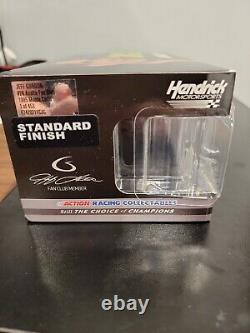 JEFF GORDON
Hendrick
MOTORSPORTS
STANDARD
FINISH
FAN CLUB MEMBER
ACTION RACING COLLECTABLES
THE CHOICE of CHAMPIONS